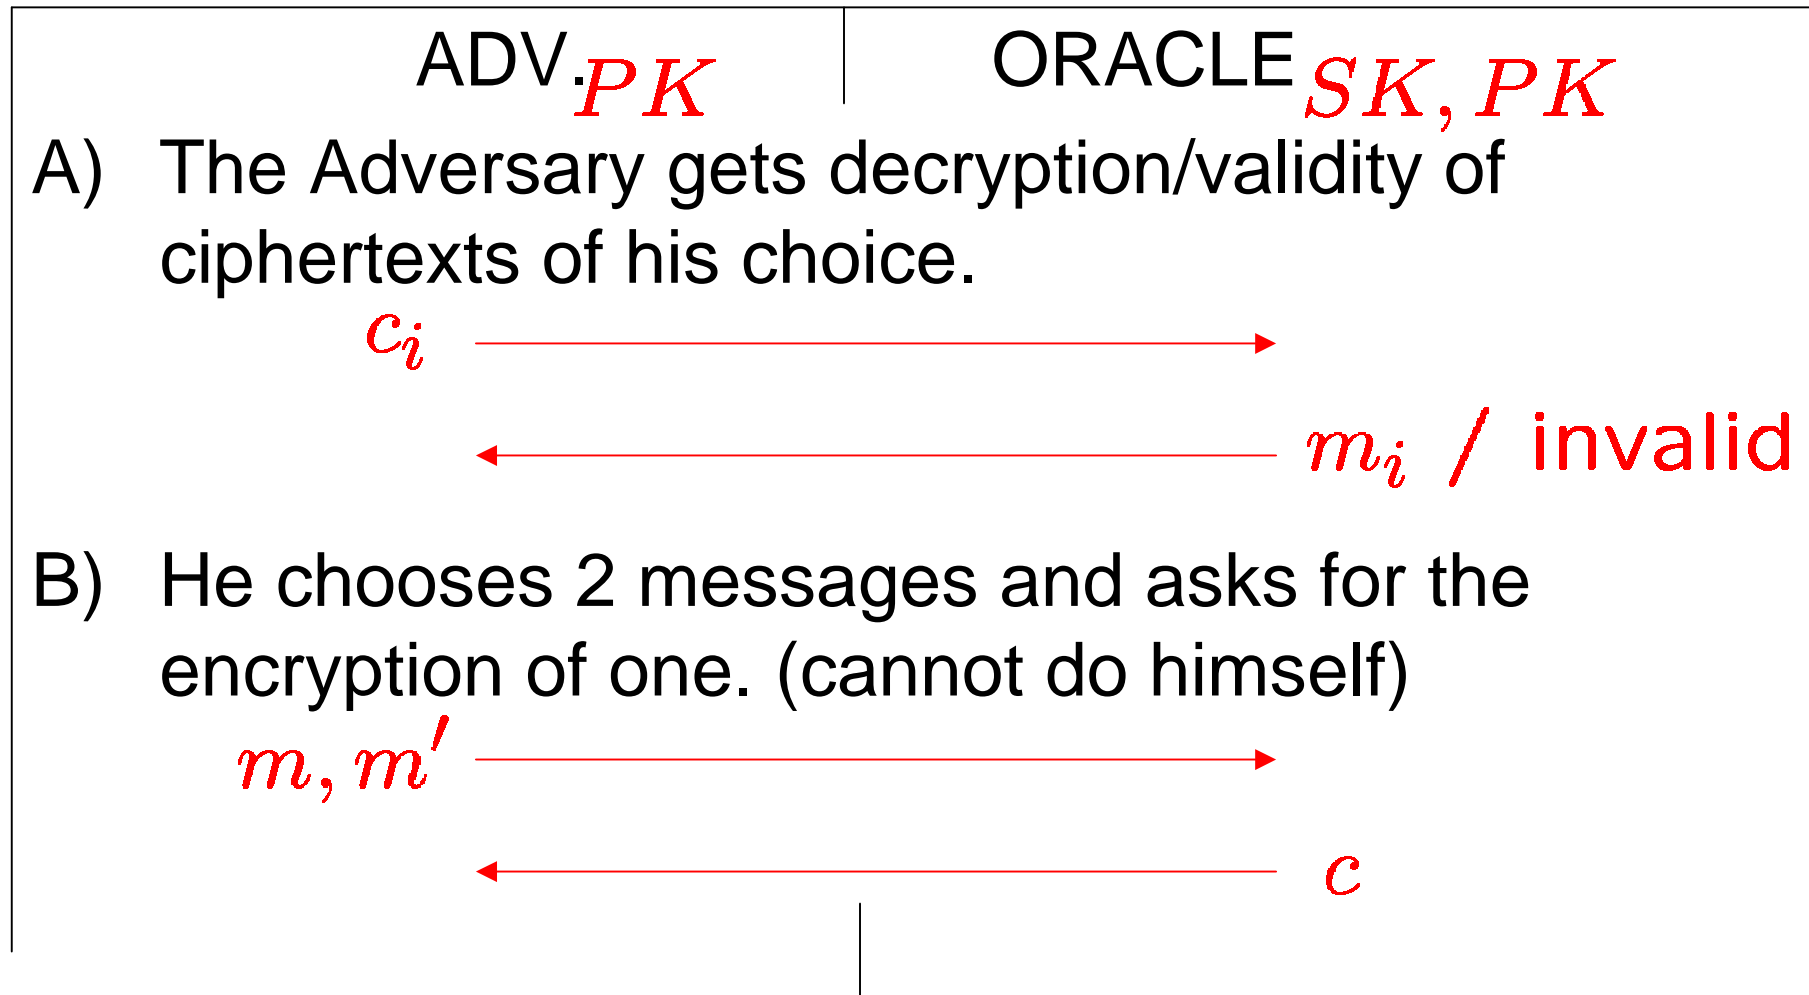 ADV. PK ORACLE SK, PK
A) The Adversary gets decryption/validity of
ciphertexts of his choice.
c_i
m_i / invalid
B) He chooses 2 messages and asks for the
encryption of one. (cannot do himself)
m, m′
c